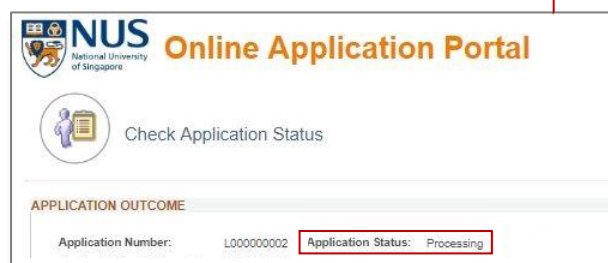 NUS
National University
of Singapore
Online Application Portal
Check Application Status
APPLICATION OUTCOME
Application Number: L000000002 Application Status: Processing